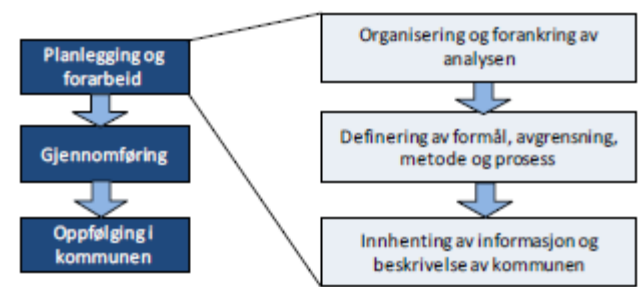 Planlegging og
forarbeid
Gjennomføring
Oppfølging i
kommunen
Organisering og forankring av
analysen
Definering av formål, avgrensning,
metode og prosess
Innhenting av informasjon og
beskrivelse av kommunen